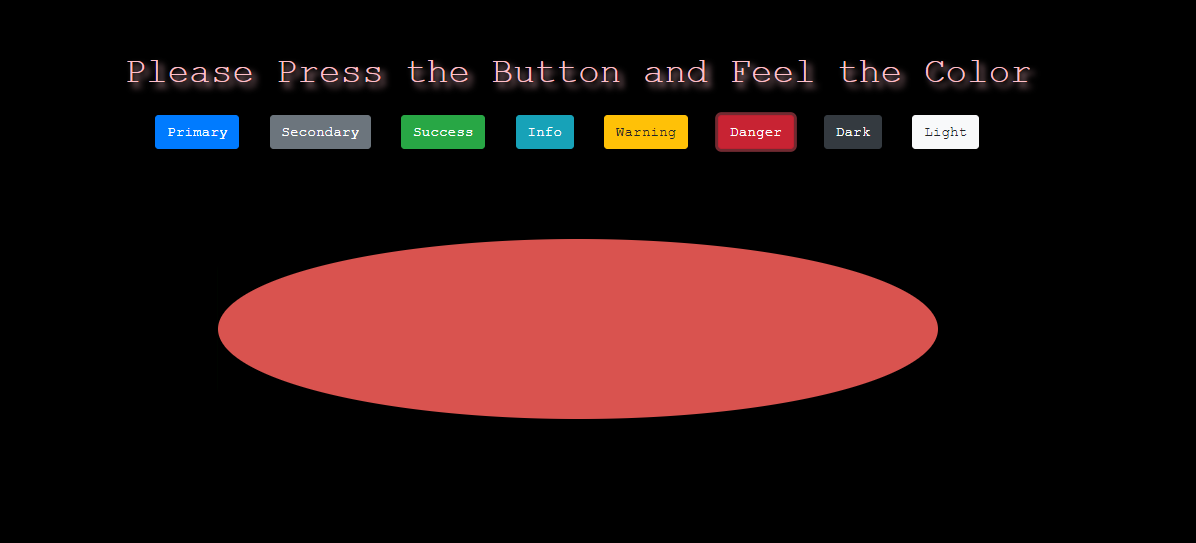 Please Press the Button and Feel the Color
Primary Secondary Success Info Warning Danger Dark Light